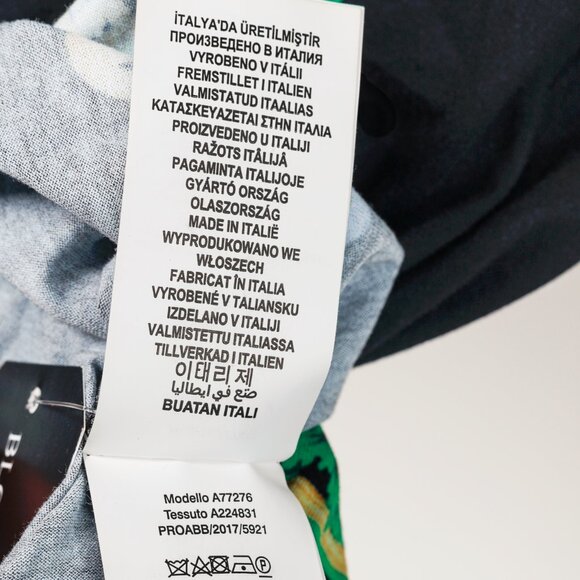 İTALYA'DA ÜRETİLMİŞTİR
ПРОИЗВЕДЕНО В ИТАЛИЯ
VYROBENO V ITÁLII
FREMSTILLET I ITALIEN
VALMISTATUD ITAALIAS
ΚΑΤΑΣΚΕΥΑΖΕΤΑΙ ΣΤΗΝ ΙΤΑΛΙΑ
PROIZVEDENO U ITALIJI
RAŽOTS ITĀLIJĀ
PAGAMINTA ITALIJOJE
GYÁRTÓ ORSZÁG
OLASZORSZÁG
MADE IN ITALIË
WYPRODUKOWANO WE
WŁOSZECH
FABRICAT ÎN ITALIA
VYROBENÉ V TALIANSKU
IZDELANO V ITALIJI
VALMISTETTU ITALIASSA
TILLVERKAD I ITALIEN
이태리제
صنع في ايطاليا
BUATAN ITALI
BL
Modello A77276
Tessuto A224831
PROABB/2017/5921